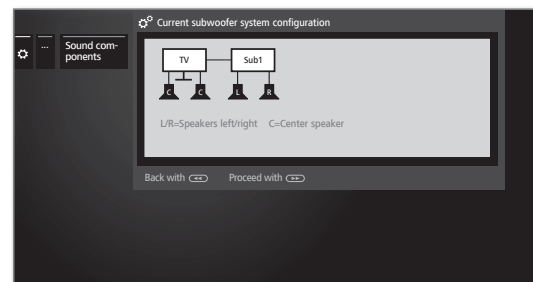 Current subwoofer system configuration
...
Sound com-
ponents
TV
Sub1
C
C
L
R
L/R=Speakers left/right C=Center speaker
Back with Proceed with